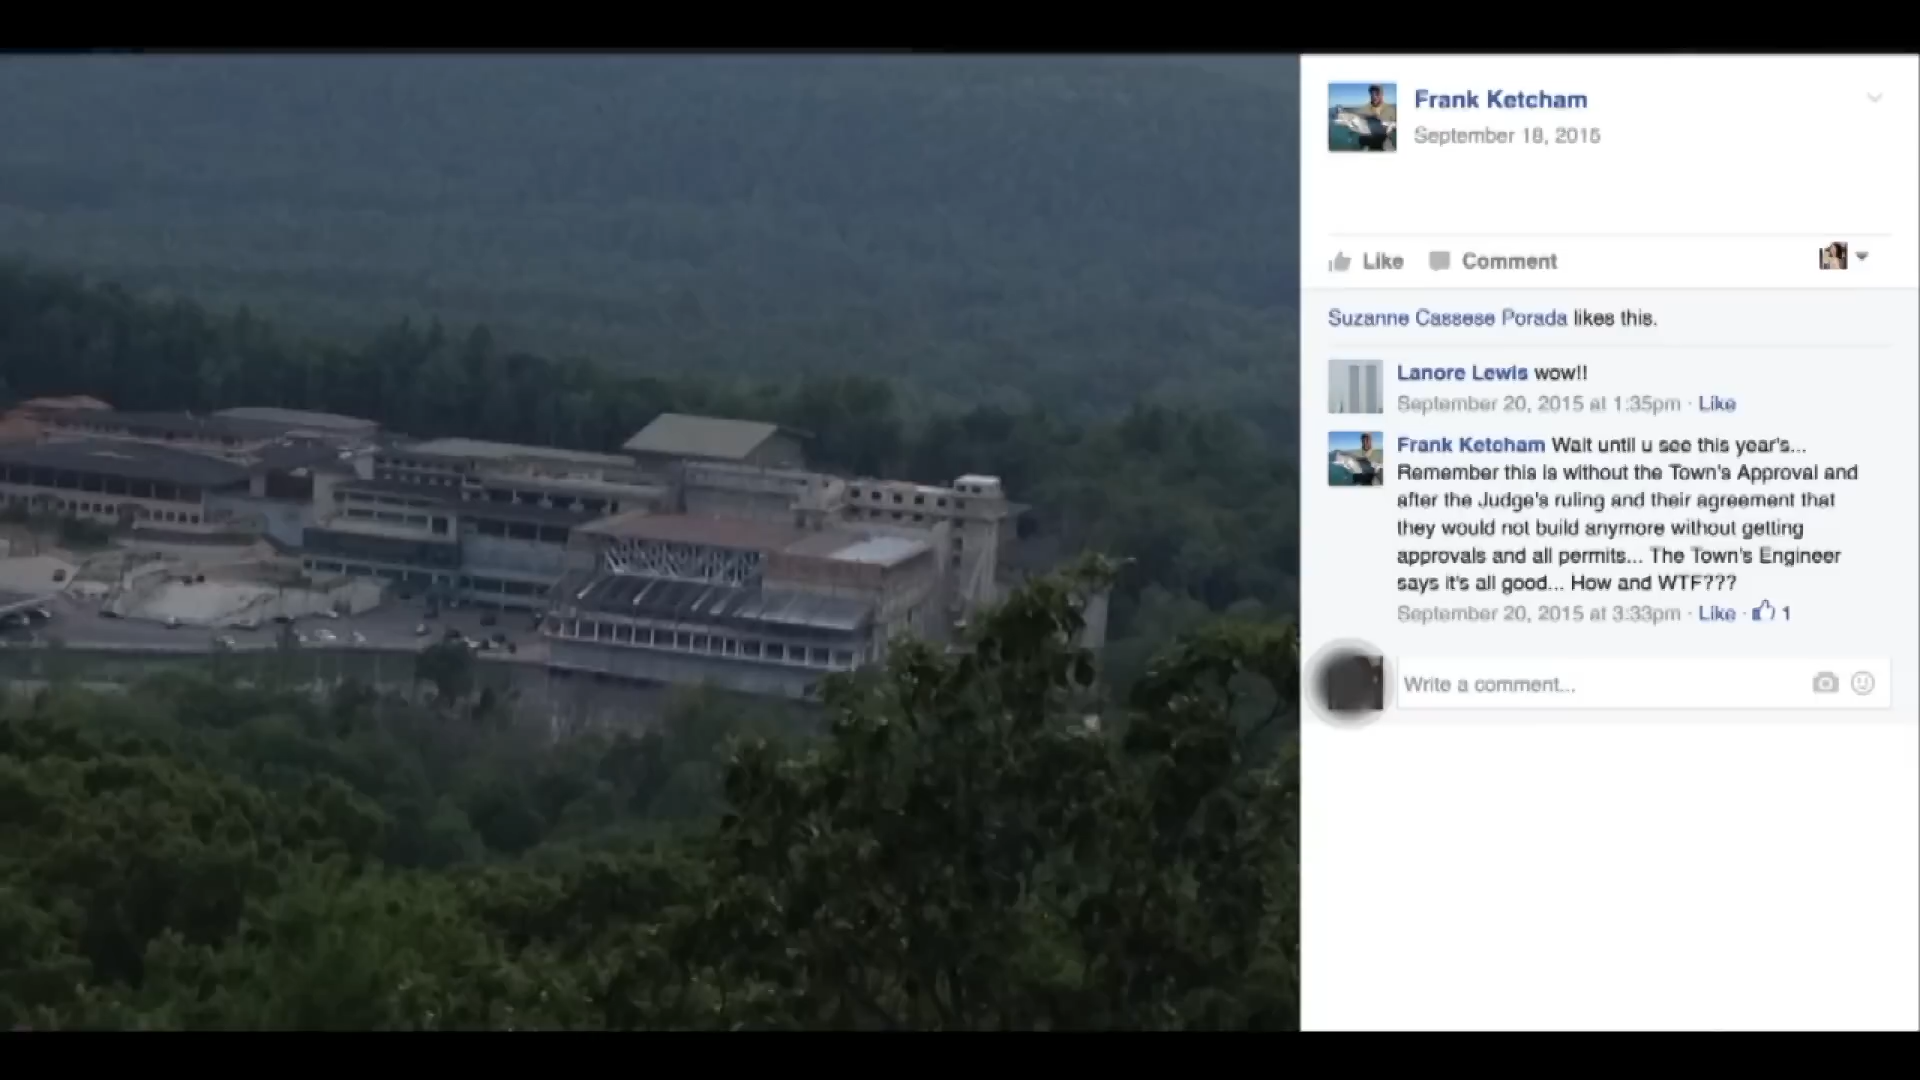 Frank Ketcham
September 18, 2015
Like Comment
Suzanne Cassese Porada likes this.
Lanore Lewis wow!!
September 20, 2015 at 1:35pm · Like
Frank Ketcham Wait until u see this year's...
Remember this is without the Town's Approval and
after the Judge's ruling and their agreement that
they would not build anymore without getting
approvals and all permits... The Town's Engineer
says it's all good... How and WTF???
September 20, 2015 at 3:33pm · Like · 1
Write a comment...